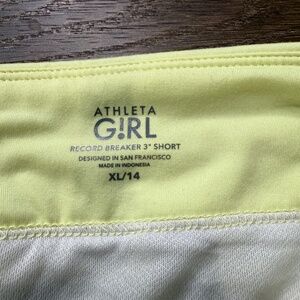 ATHLETA
G!RL
RECORD BREAKER 3" SHORT
DESIGNED IN SAN FRANCISCO
MADE IN INDONESIA
XL/14